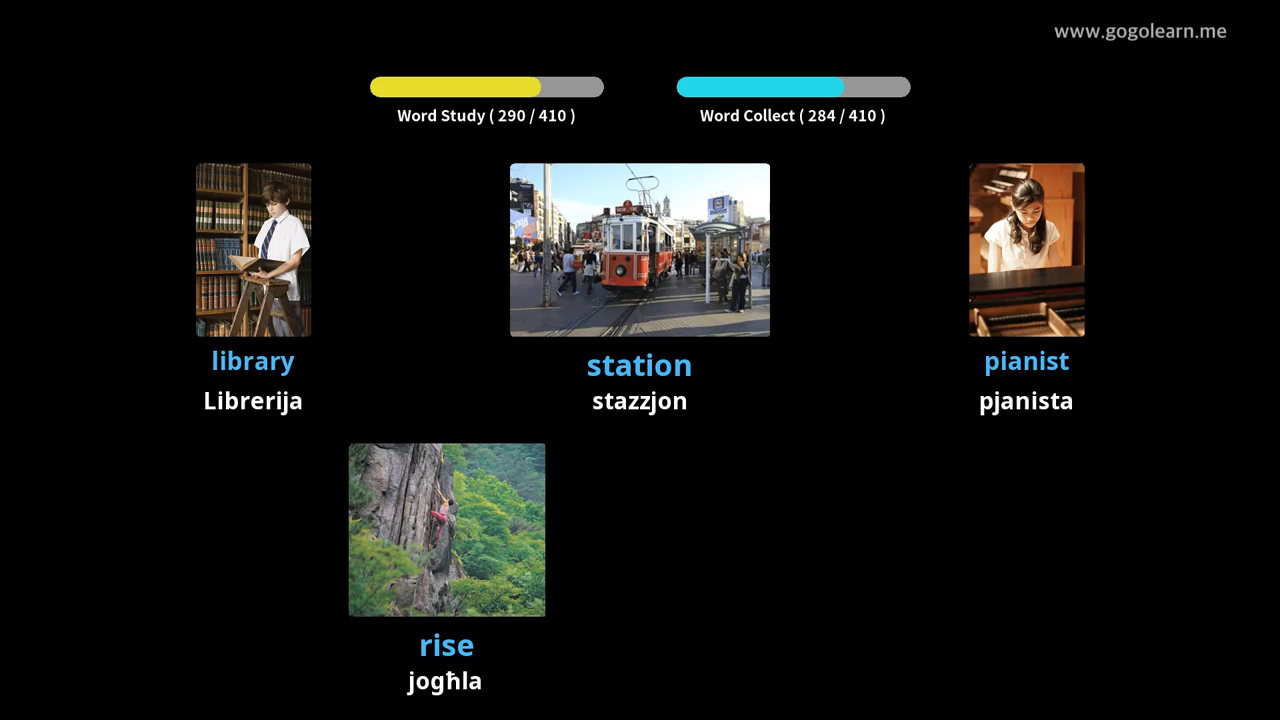 www.gogolearn.me
Word Study ( 290 / 410 )
Word Collect ( 284 / 410 )
library
Librerija
station
stazzjon
pianist
pjanista
rise
jogħla